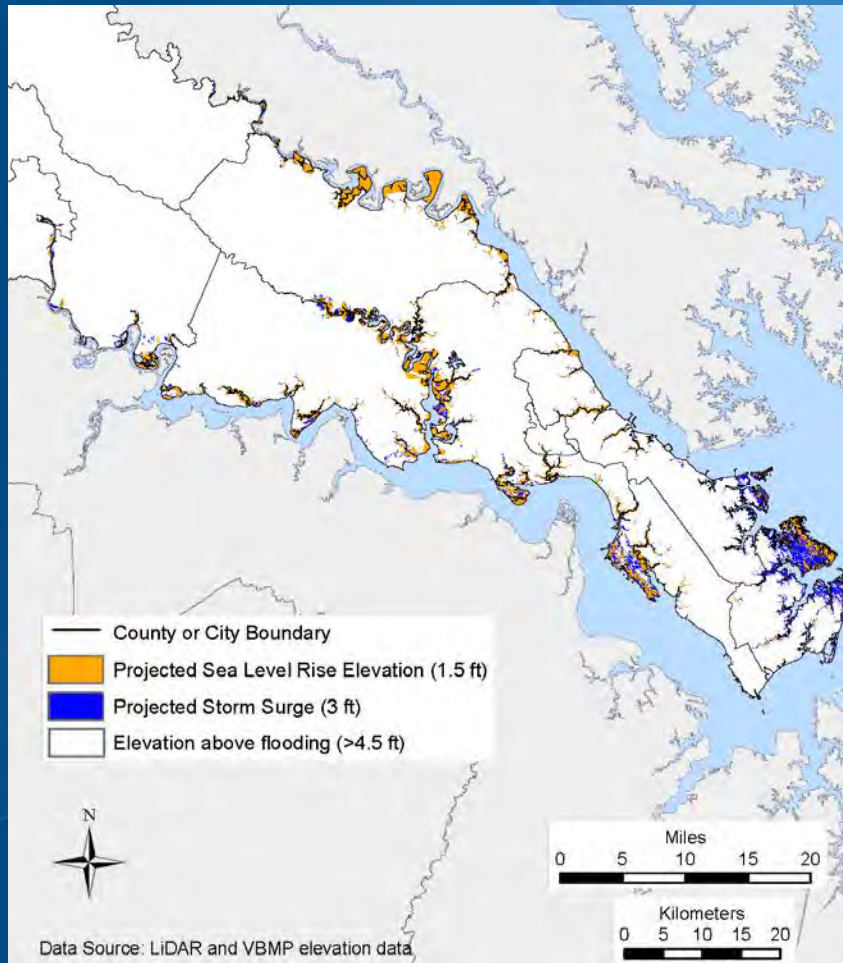 County or City Boundary
Projected Sea Level Rise Elevation (1.5 ft)
Projected Storm Surge (3 ft)
Elevation above flooding (>4.5 ft)
N
Miles
0 5 10 15 20
Kilometers
0 5 10 15 20
Data Source: LiDAR and VBMP elevation data